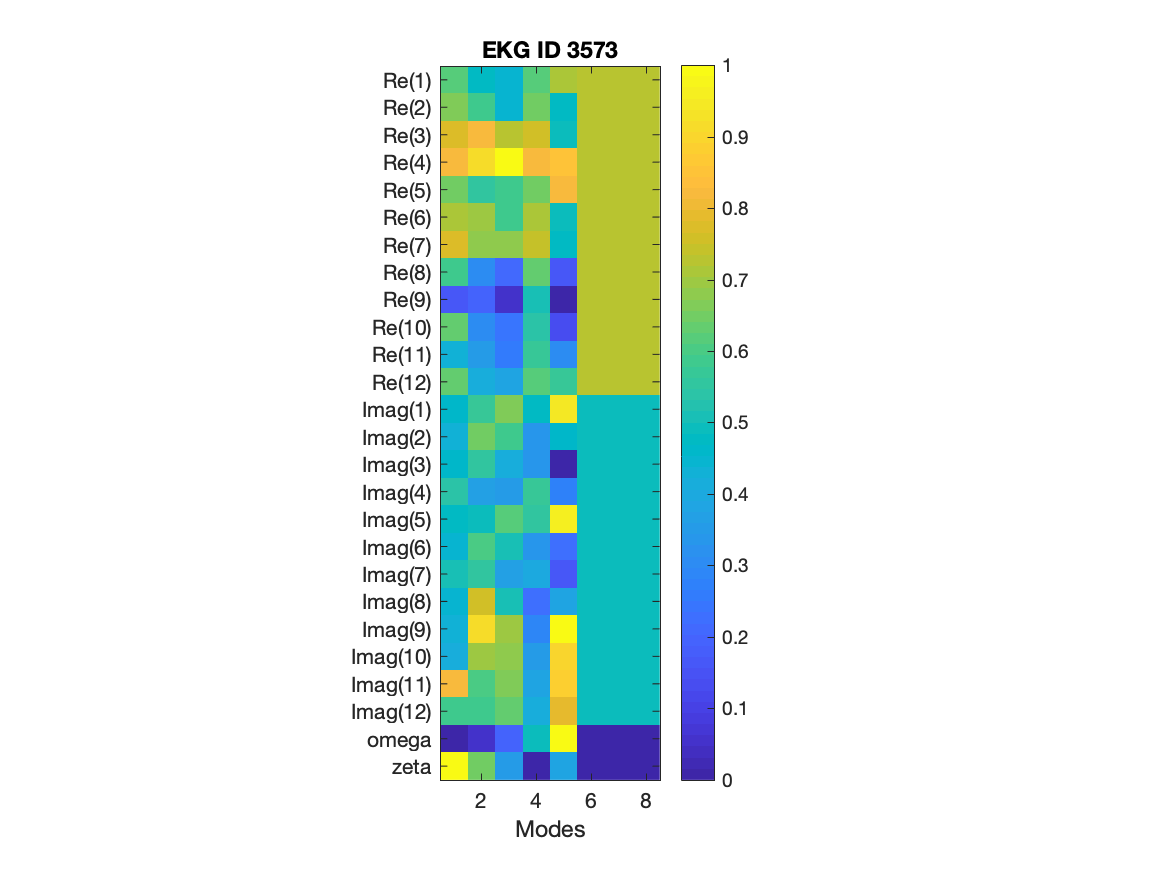 EKG ID 3573
Re(1)
Re(2)
Re(3)
Re(4)
Re(5)
Re(6)
Re(7)
Re(8)
Re(9)
Re(10)
Re(11)
Re(12)
Imag(1)
Imag(2)
Imag(3)
Imag(4)
Imag(5)
Imag(6)
Imag(7)
Imag(8)
Imag(9)
Imag(10)
Imag(11)
Imag(12)
omega
zeta
2 4 6 8
Modes
1
0.9
0.8
0.7
0.6
0.5
0.4
0.3
0.2
0.1
0